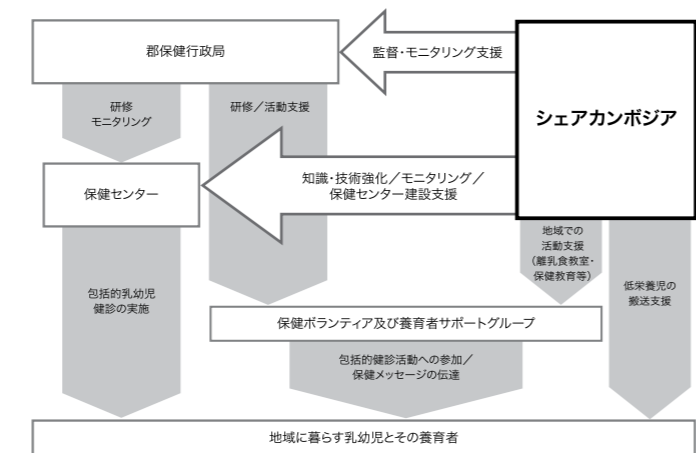 郡保健行政局
監督・モニタリング支援
シェアカンボジア
研修
モニタリング
研修／活動支援
保健センター
知識・技術強化／モニタリング／
保健センター建設支援
地域での
活動支援
（離乳食教室・
保健教育等）
低栄養児の
搬送支援
包括的乳幼児
健診の実施
保健ボランティア及び養育者サポートグループ
包括的健診活動への参加／
保健メッセージの伝達
地域に暮らす乳幼児とその養育者